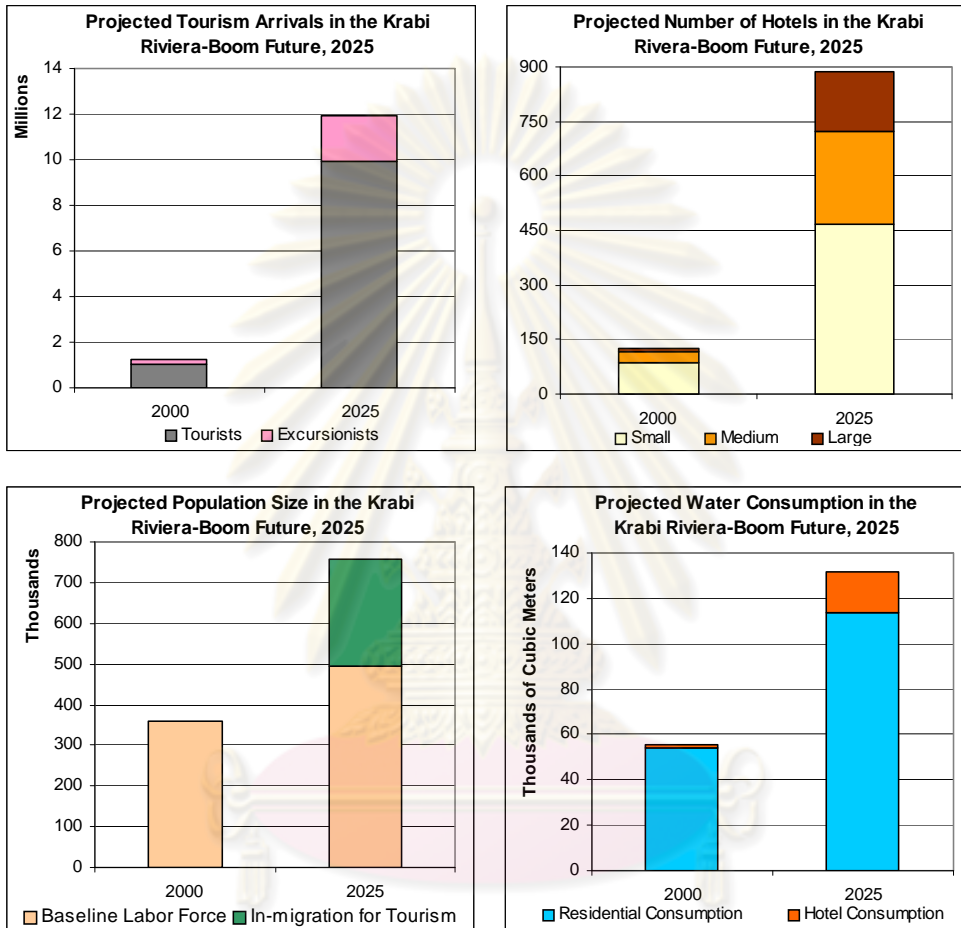 Projected Tourism Arrivals in the Krabi
Riviera-Boom Future, 2025
Millions
14
12
10
8
6
4
2
0
2000 2025
Tourists Excursionists
Projected Number of Hotels in the Krabi
Rivera-Boom Future, 2025
900
750
600
450
300
150
0
2000 2025
Small Medium Large
Projected Population Size in the Krabi
Riviera-Boom Future, 2025
Thousands
800
700
600
500
400
300
200
100
0
2000 2025
Baseline Labor Force In-migration for Tourism
Projected Water Consumption in the
Krabi Riviera-Boom Future, 2025
Thousands of Cubic Meters
140
120
100
80
60
40
20
0
2000 2025
Residential Consumption Hotel Consumption